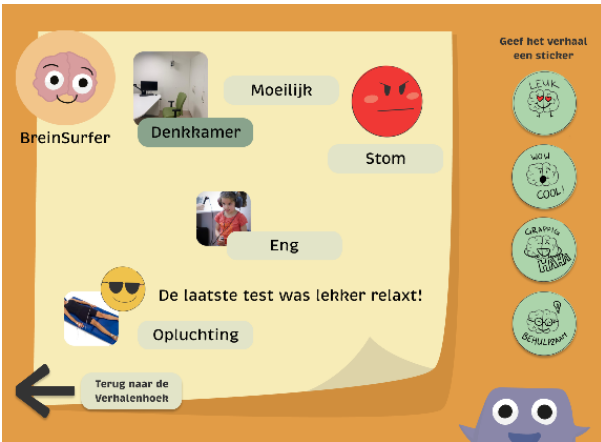 Geef het verhaal
een sticker
BreinSurfer
Denkkamer
Moeilijk
Stom
Eng
De laatste test was lekker relaxt!
Opluchting
Terug naar de
Verhalenhoek
LEUK
WOW
COOL!
GRAPPIG
HAHA
BEHULPZAAM